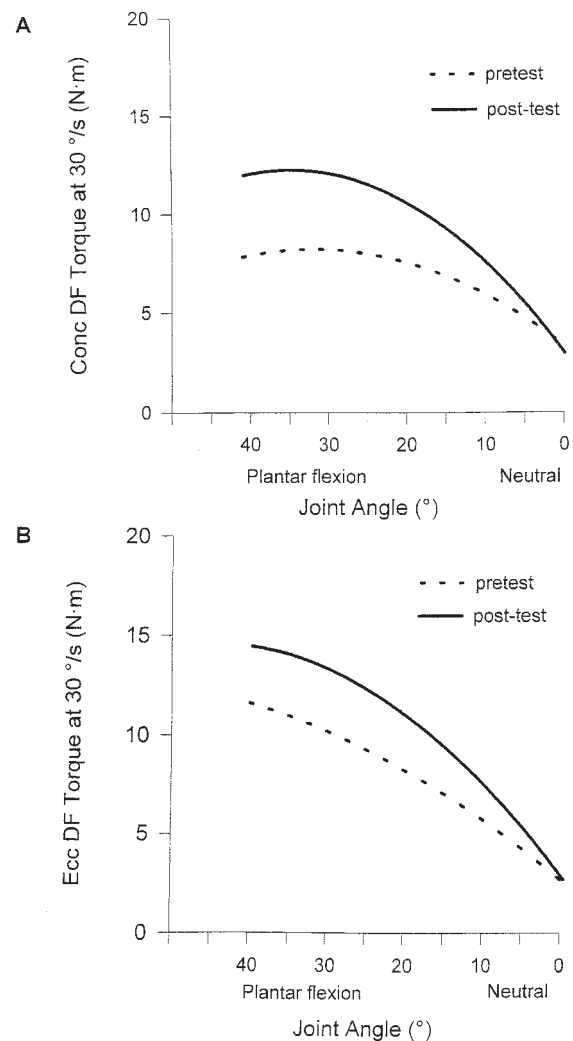 A
20
15
10
5
0
Conc DF Torque at 30 °/s (N·m)
pretest
post-test
40 30 20 10 0
Plantar flexion Neutral
Joint Angle (°)
B
20
15
10
5
0
Ecc DF Torque at 30 °/s (N·m)
pretest
post-test
40 30 20 10 0
Plantar flexion Neutral
Joint Angle (°)